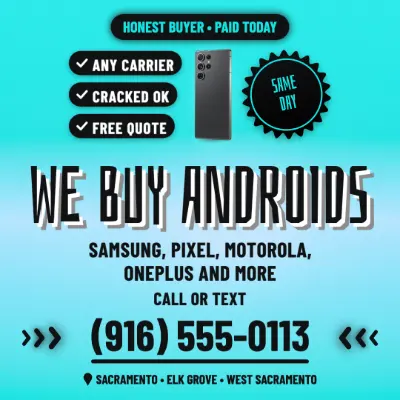 HONEST BUYER • PAID TODAY
ANY CARRIER
CRACKED OK
FREE QUOTE
SAME
DAY
WE BUY ANDROIDS
SAMSUNG, PIXEL, MOTOROLA,
ONEPLUS AND MORE
CALL OR TEXT
(916) 555-0113
SACRAMENTO • ELK GROVE • WEST SACRAMENTO